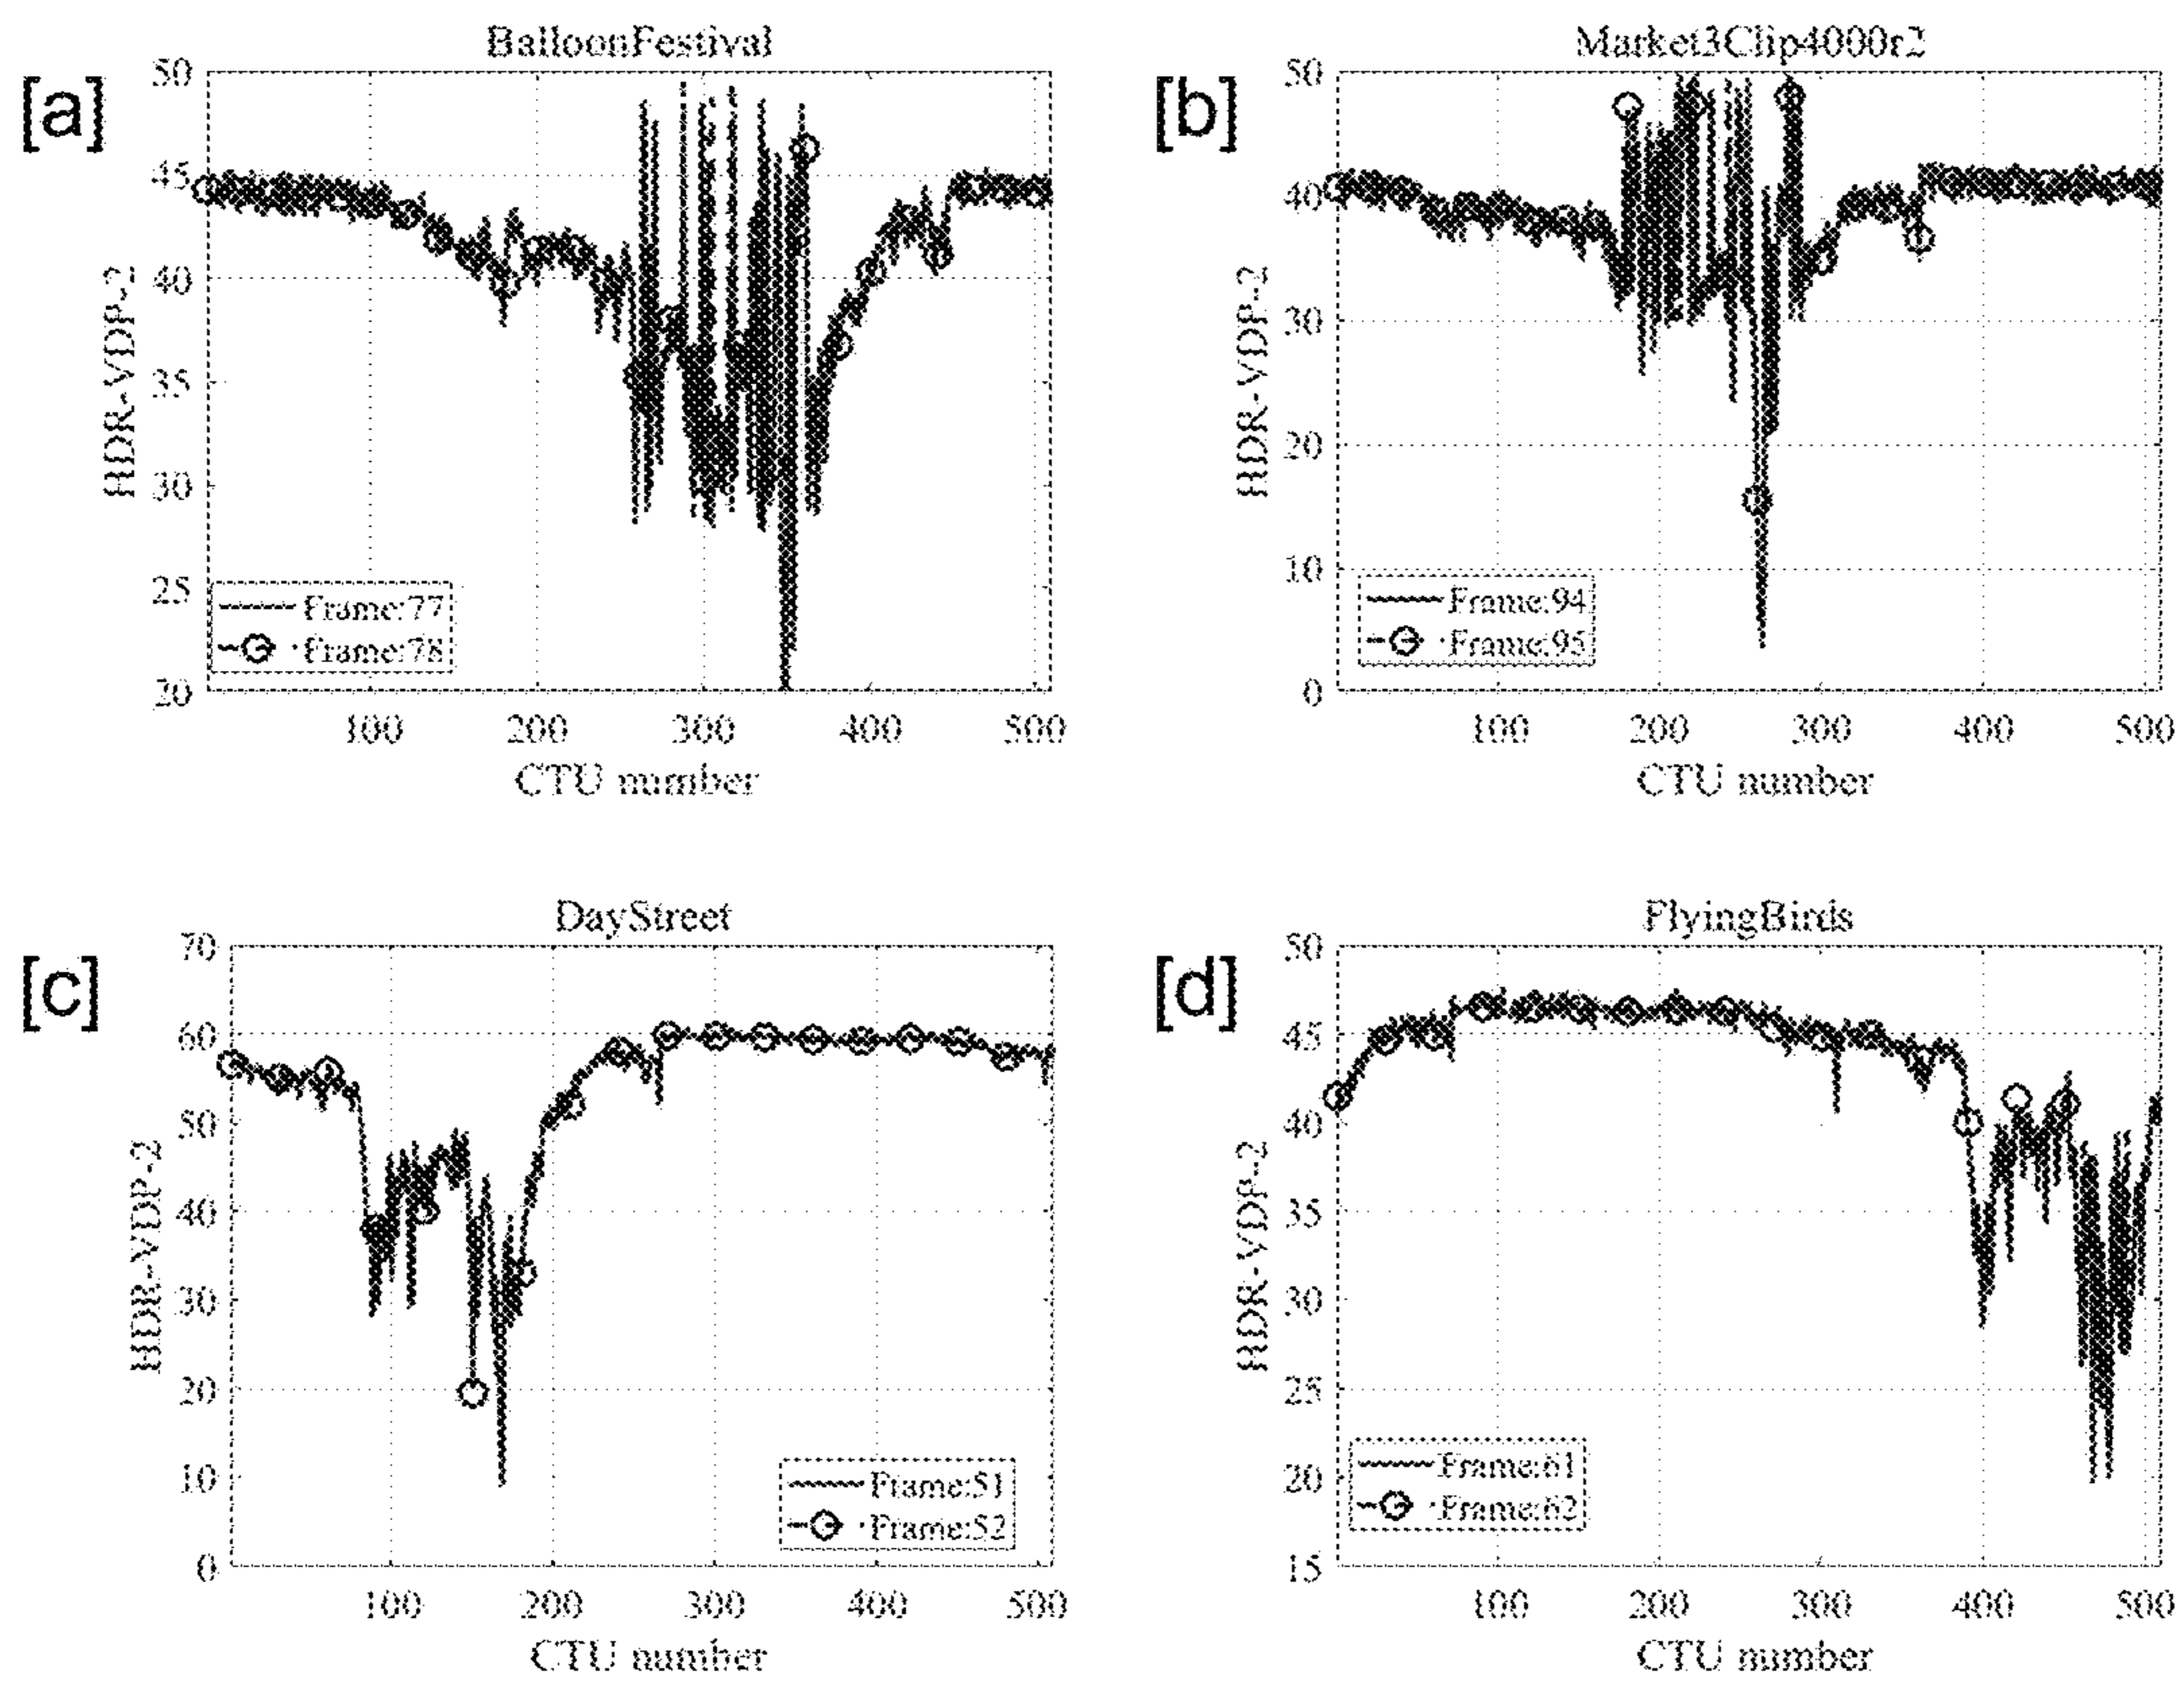 BalloonFestival
[a]
50
45
40
35
30
25
20
HDR-VDP-2
Frame:77
Frame:78
100 200 300 400 500
CTU number
Market3Clip4000r2
[b]
50
40
30
20
10
0
HDR-VDP-2
Frame:94
Frame:95
100 200 300 400 500
CTU number
DayStreet
[c]
70
60
50
40
30
20
10
0
HDR-VDP-2
Frame:51
Frame:52
100 200 300 400 500
CTU number
FlyingBirds
[d]
50
45
40
35
30
25
20
15
HDR-VDP-2
Frame:61
Frame:62
100 200 300 400 500
CTU number